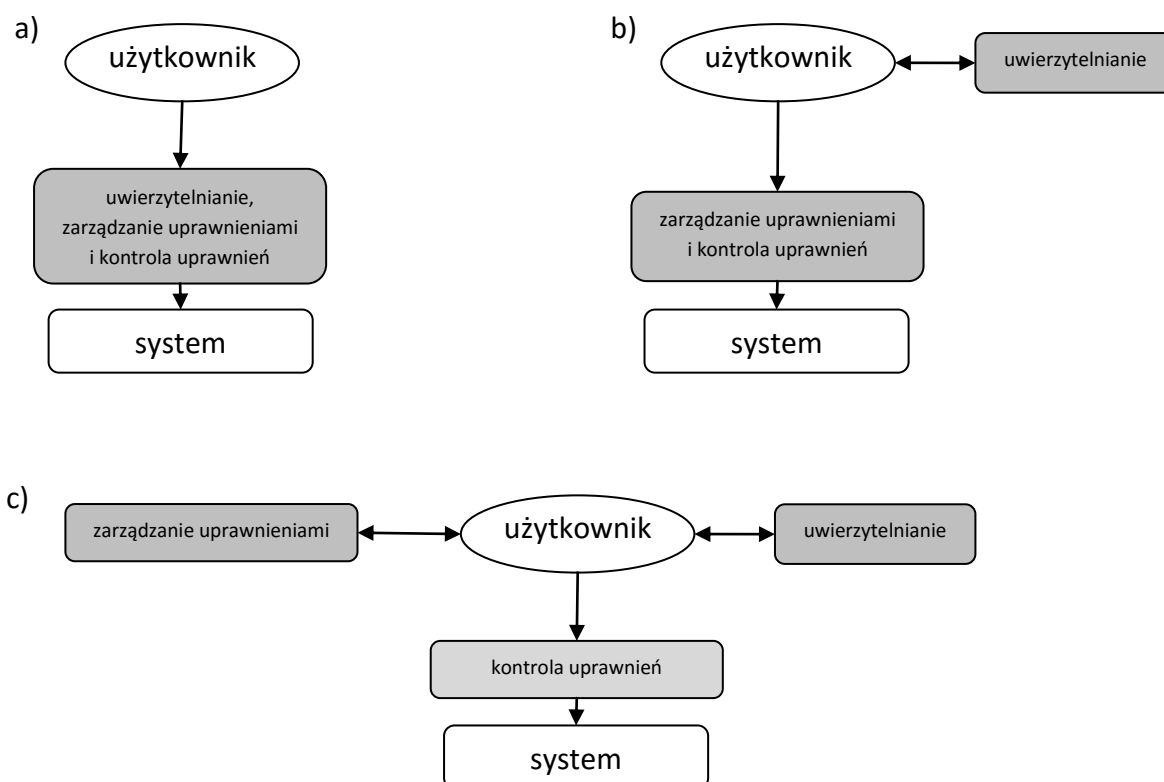 a)
użytkownik
uwierzytelnianie,
zarządzanie uprawnieniami
i kontrola uprawnień
system
b)
użytkownik
uwierzytelnianie
zarządzanie uprawnieniami
i kontrola uprawnień
system
c)
zarządzanie uprawnieniami
użytkownik
uwierzytelnianie
kontrola uprawnień
system